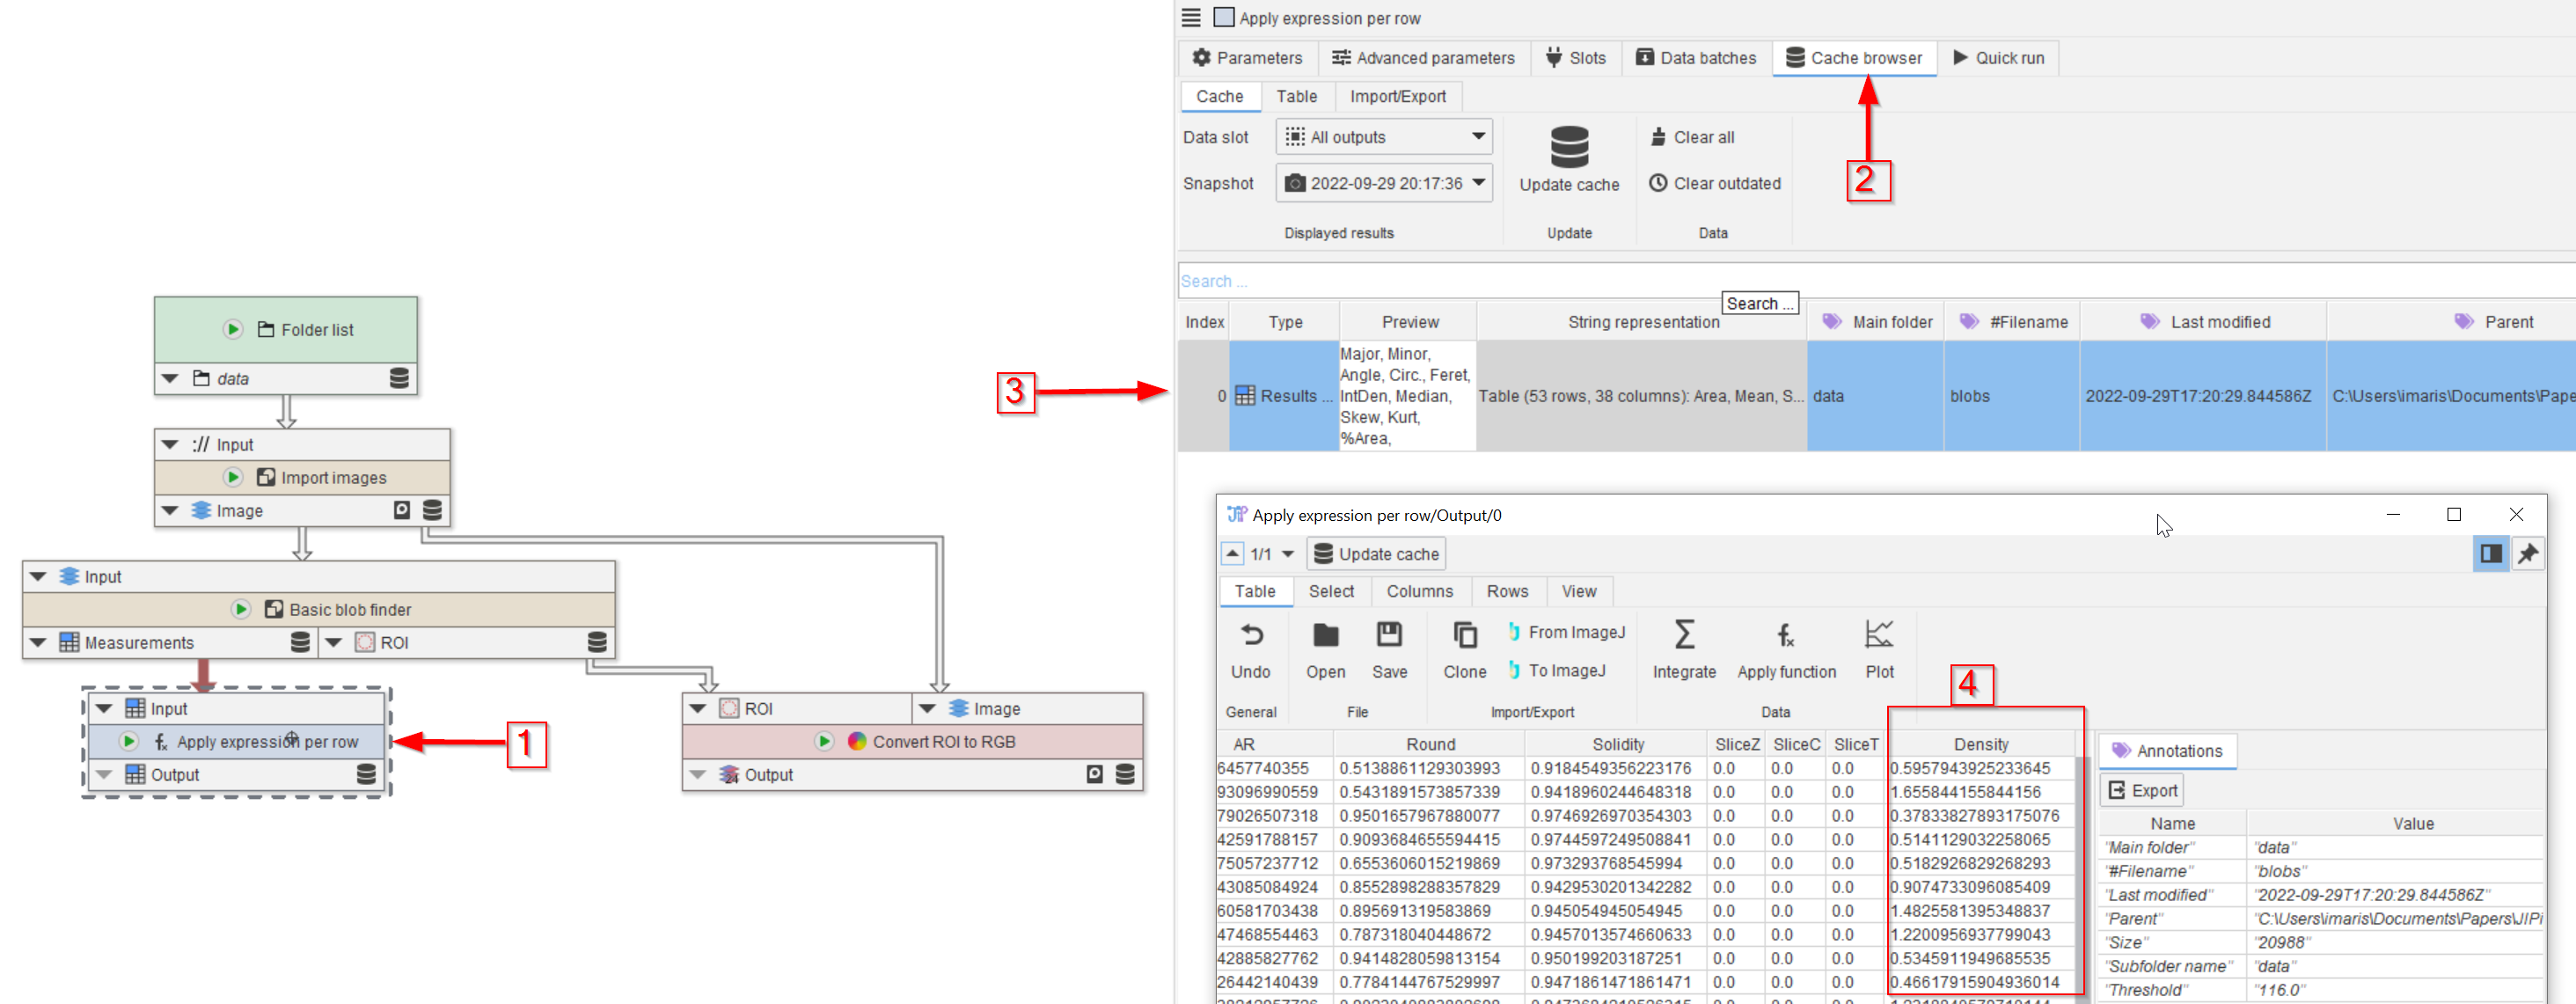 Folder list
data
:// Input
Import images
Image
Input
Basic blob finder
Measurements
ROI
Input
Apply expression per row
Output
1
ROI
Image
Convert ROI to RGB
24
Output
Apply expression per row
Parameters
Advanced parameters
Slots
Data batches
Cache browser
Quick run
Cache
Table
Import/Export
Data slot
All outputs
Snapshot
2022-09-29 20:17:36
Displayed results
Update cache
Update
Clear all
Clear outdated
Data
2
Search ...
Search ...
Index Type Preview String representation Main folder #Filename Last modified Parent
3
0 Results ... Major, Minor,
Angle, Circ., Feret,
IntDen, Median,
Skew, Kurt,
%Area,
Table (53 rows, 38 columns): Area, Mean, S... data blobs 2022-09-29T17:20:29.844586Z C:\Users\imaris\Documents\Pape
JIP Apply expression per row/Output/0
1/1 Update cache
Table Select Columns Rows View
Undo
General
Open Save
File
Clone
From ImageJ
To ImageJ
Import/Export
Integrate
Apply function
Plot
Data
4
AR Round Solidity SliceZ SliceC SliceT Density
6457740355 0.5138861129303993 0.9184549356223176 0.0 0.0 0.0 0.5957943925233645
93096990559 0.5431891573857339 0.9418960244648318 0.0 0.0 0.0 1.655844155844156
79026507318 0.9501657967880077 0.9746926970354303 0.0 0.0 0.0 0.37833827893175076
42591788157 0.9093684655594415 0.9744597249508841 0.0 0.0 0.0 0.5141129032258065
75057237712 0.6553606015219869 0.973293768545994 0.0 0.0 0.0 0.5182926829268293
43085084924 0.8552898288357829 0.9429530201342282 0.0 0.0 0.0 0.9074733096085409
60581703438 0.895691319583869 0.945054945054945 0.0 0.0 0.0 1.4825581395348837
47468554463 0.787318040448672 0.9457013574660633 0.0 0.0 0.0 1.2200956937799043
42885827762 0.9414828059813154 0.950199203187251 0.0 0.0 0.0 0.5345911949685535
26442140439 0.7784144767529997 0.9471861471861471 0.0 0.0 0.0 0.46617915904936014
Annotations
Export
Name Value
"Main folder" "data"
"#Filename" "blobs"
"Last modified" "2022-09-29T17:20:29.844586Z"
"Parent" "C:\Users\imaris\Documents\Papers\JIPi
"Size" "20988"
"Subfolder name" "data"
"Threshold" "116.0"